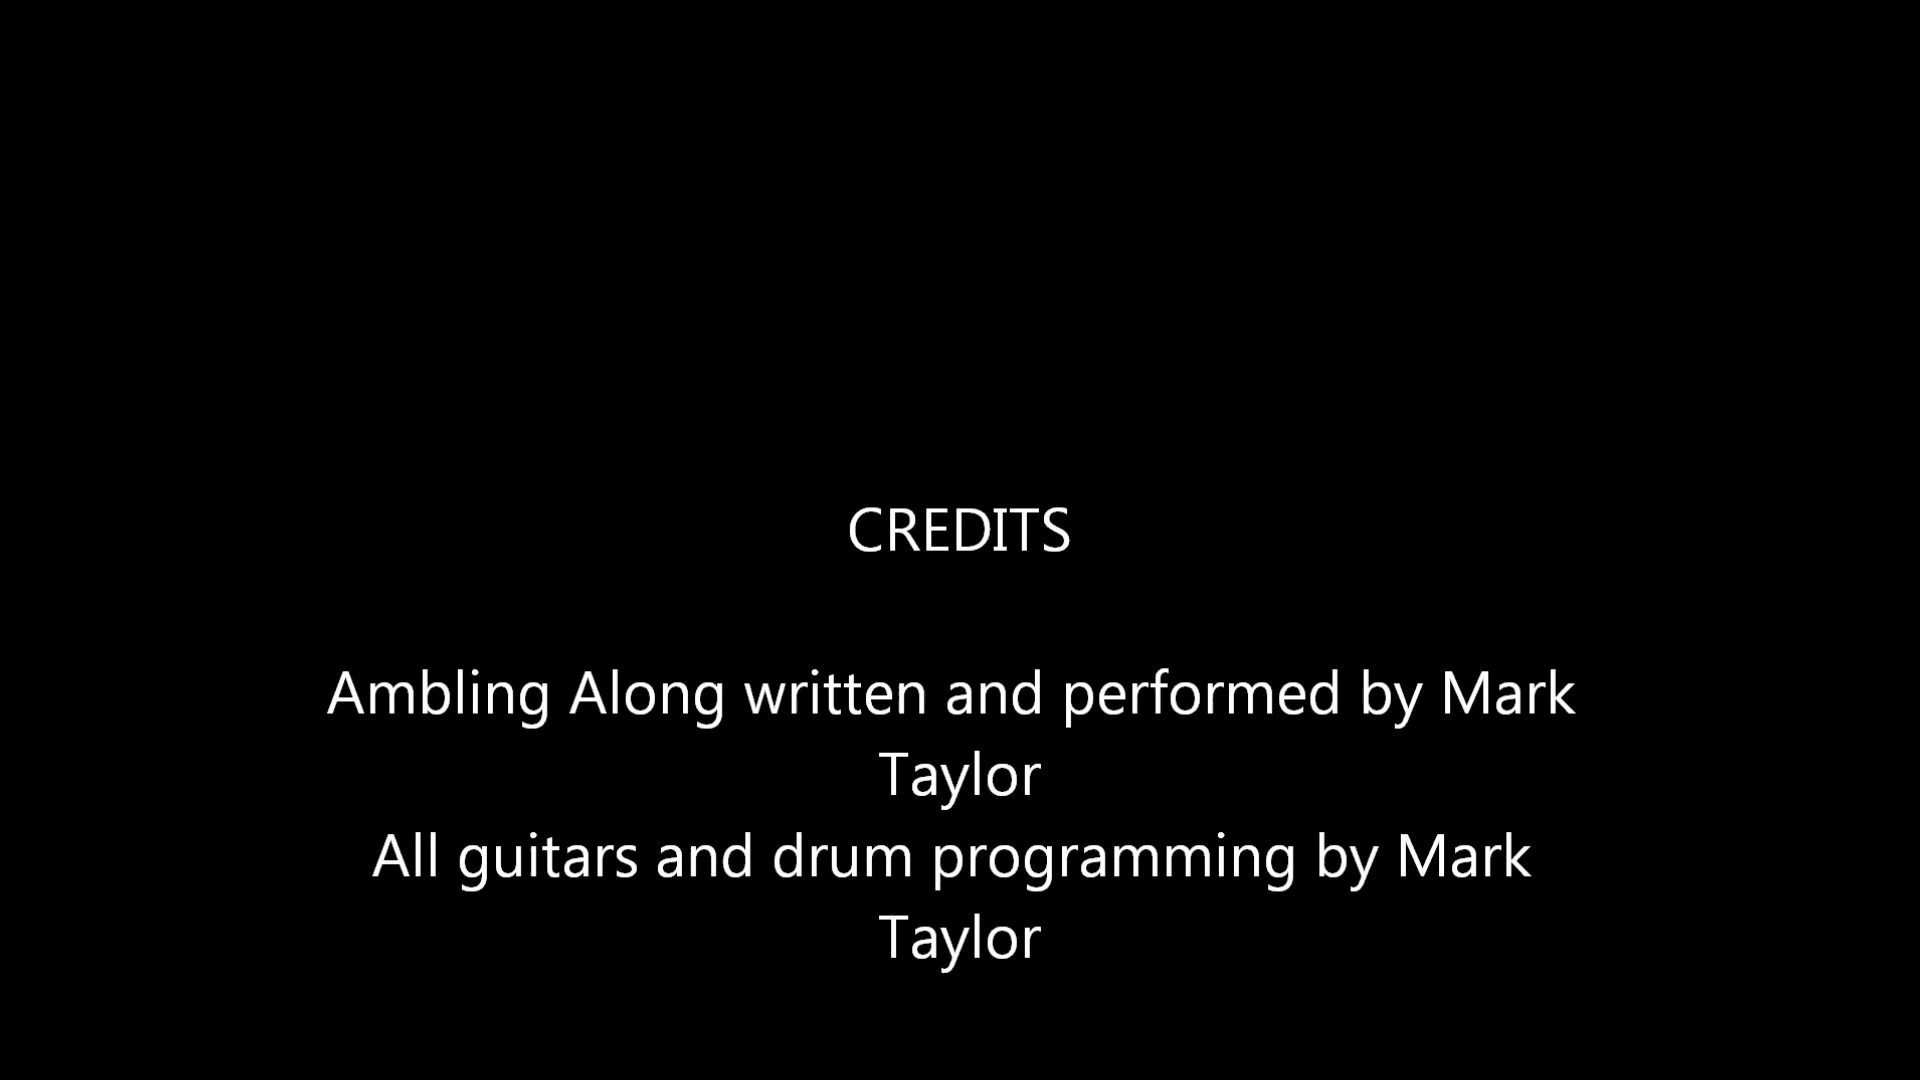 CREDITS
Ambling Along written and performed by Mark
Taylor
All guitars and drum programming by Mark
Taylor